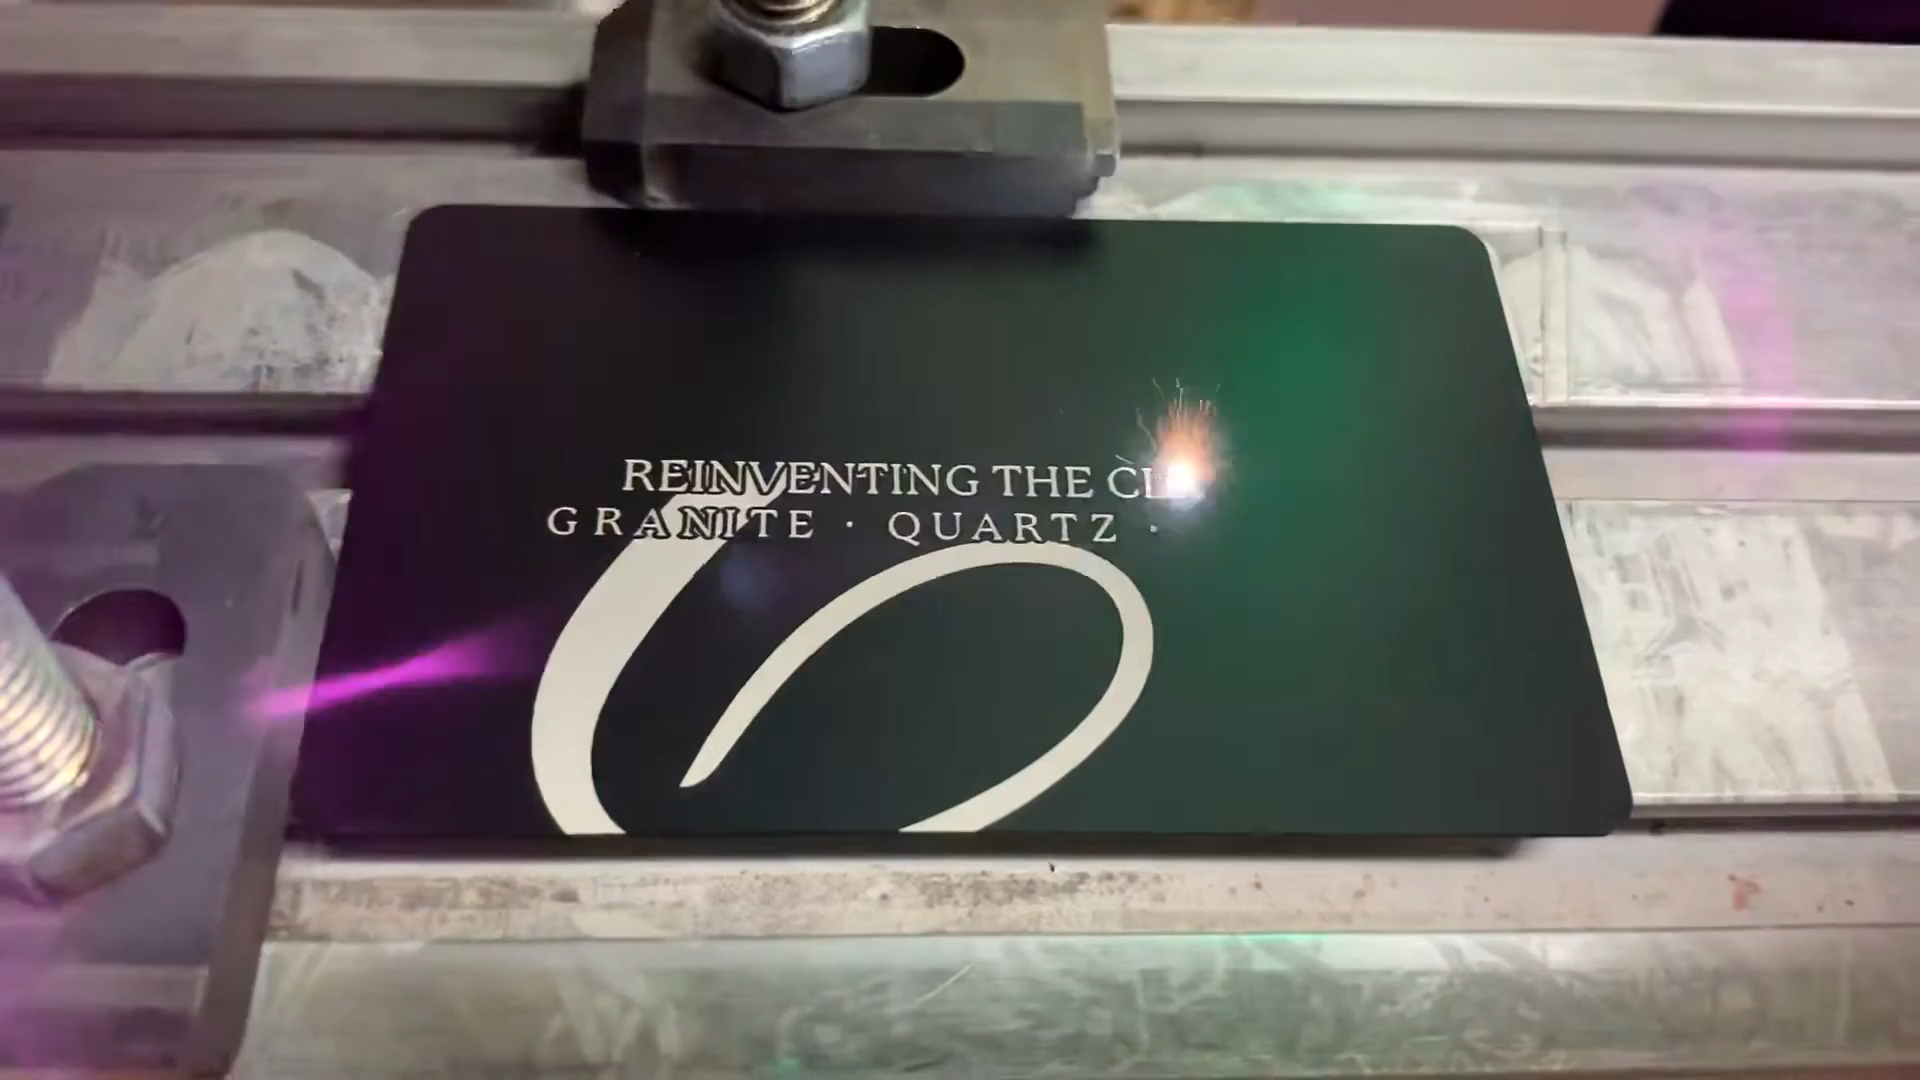 REINVENTING THE
GRANITE · QUARTZ ·